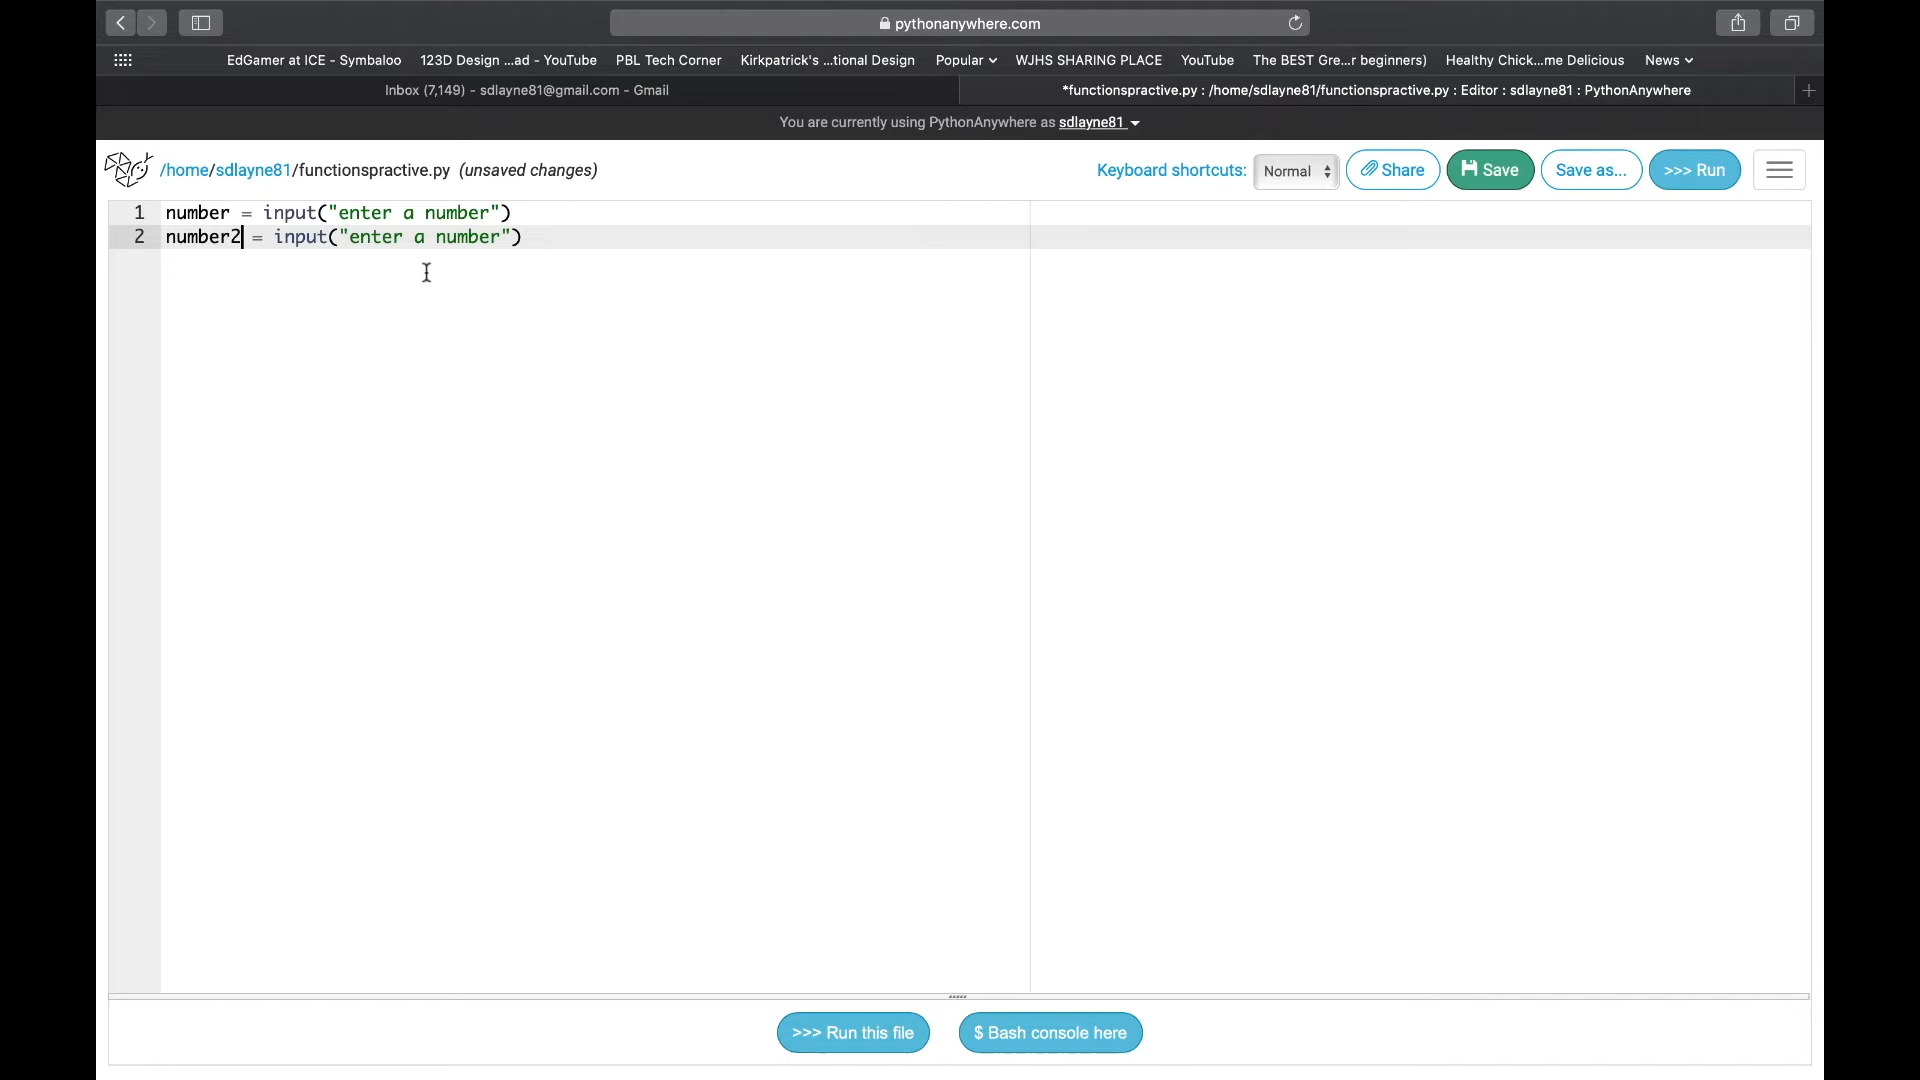 pythonanywhere.com
EdGamer at ICE - Symbaloo 123D Design ...ad - YouTube PBL Tech Corner Kirkpatrick's ...tional Design Popular WJHS SHARING PLACE YouTube The BEST Gre...r beginners) Healthy Chick...me Delicious News
Inbox (7,149) - sdlayne81@gmail.com - Gmail *functionspractive.py : /home/sdlayne81/functionspractive.py : Editor : sdlayne81 : PythonAnywhere
You are currently using PythonAnywhere as sdlayne81
/home/sdlayne81/functionspractive.py (unsaved changes) Keyboard shortcuts: Normal Share Save Save as... >>> Run
1 number = input("enter a number")
2 number2 = input("enter a number")
>>> Run this file $ Bash console here